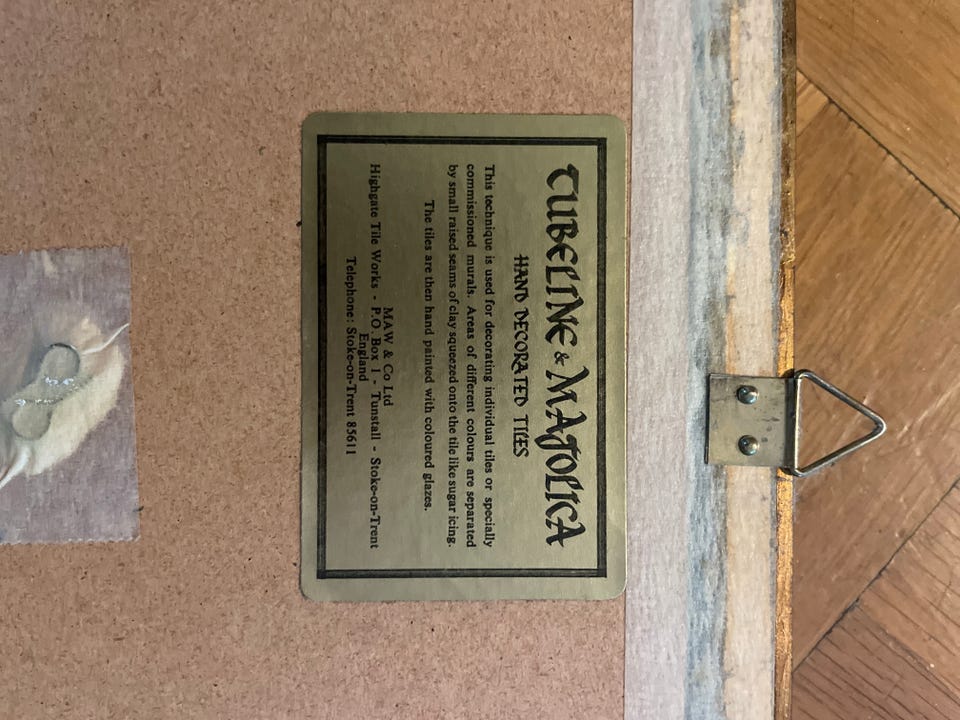 TUBELINE & MAJOLICA
HAND DECORATED TILES
This technique is used for decorating individual tiles or specially
commissioned murals. Areas of different colours are separated
by small raised seams of clay squeezed onto the tile like sugar icing.
The tiles are then hand painted with coloured glazes.
MAW & Co Ltd
Highgate Tile Works - P.O. Box 1 - Tunstall - Stoke-on-Trent
England
Telephone: Stoke-on-Trent 85611